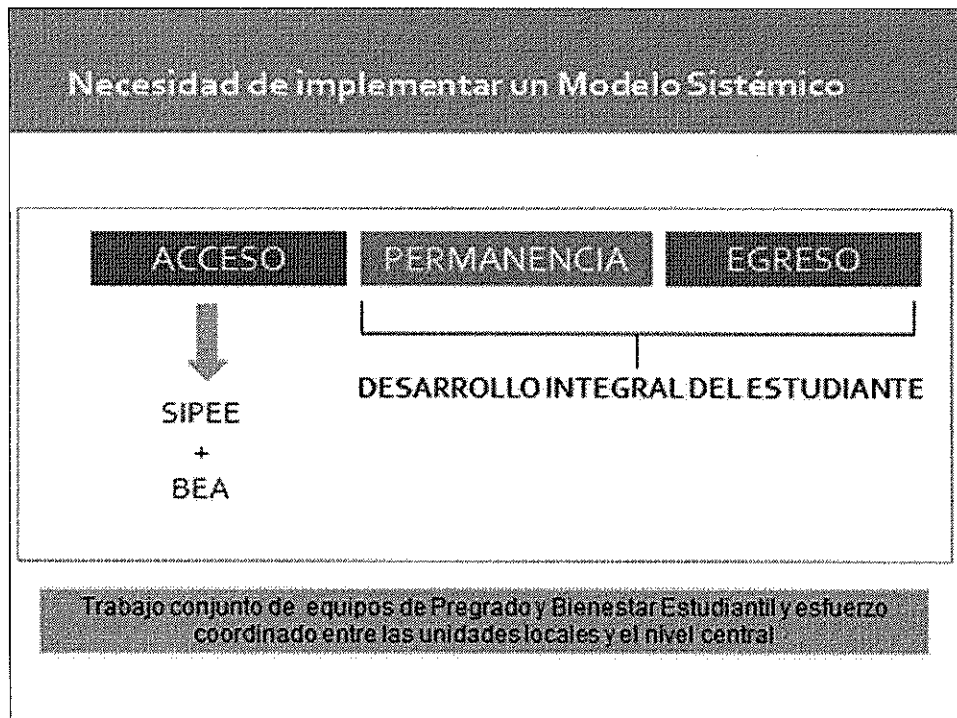 Necesidad de implementar un Modelo Sistémico
ACCESO
PERMANENCIA
EGRESO
SIPEE
+
BEA
DESARROLLO INTEGRAL DEL ESTUDIANTE
Trabajo conjunto de equipos de Pregrado y Bienestar Estudiantil y esfuerzo
coordinado entre las unidades locales y el nivel central